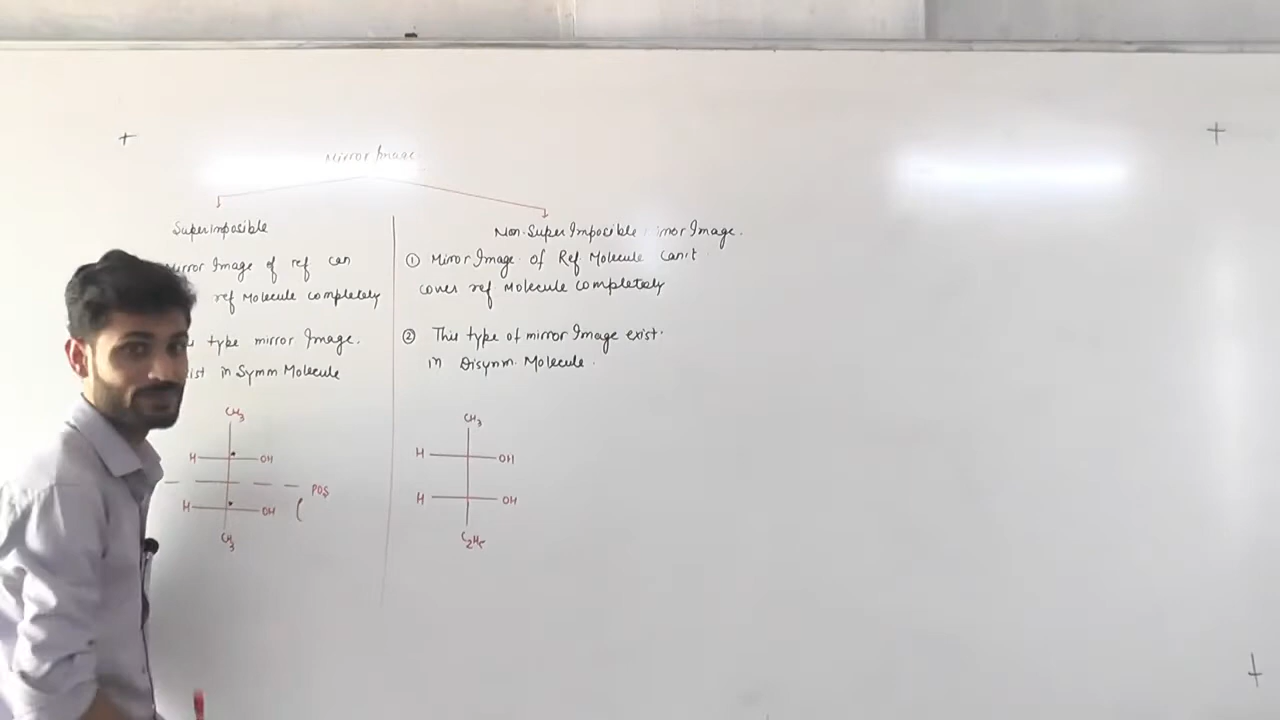 Mirror Image
SuperImposible
Mirror Image of ref can
ref Molecule completely
type mirror Image.
in Symm Molecule
CH3
H OH
POS
H OH
CH3
Non-SuperImposible Mirror Image.
① Mirror Image of Ref Molecule can't
cover ref Molecule completely
② This type of mirror Image exist
in Disymm. Molecule.
CH3
H OH
H OH
C2H5